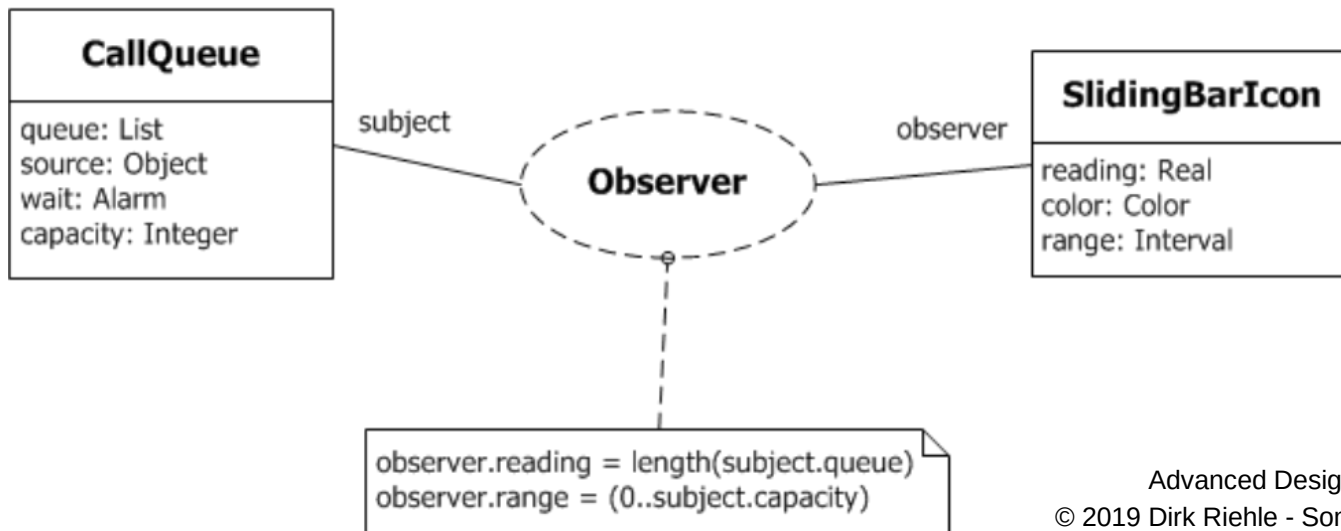 CallQueue
queue: List
source: Object
wait: Alarm
capacity: Integer
subject
Observer
observer
SlidingBarIcon
reading: Real
color: Color
range: Interval
observer.reading = length(subject.queue)
observer.range = (0..subject.capacity)
Advanced Desig
© 2019 Dirk Riehle - Som